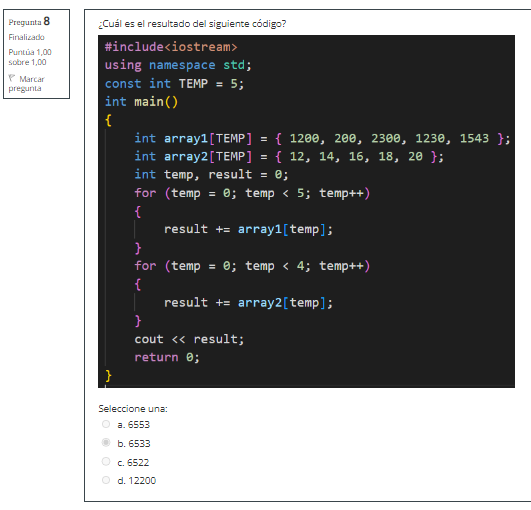 Pregunta 8
Finalizado
Puntúa 1,00
sobre 1,00
Marcar
pregunta
¿Cuál es el resultado del siguiente código?
#include<iostream>
using namespace std;
const int TEMP = 5;
int main()
{
int array1[TEMP] = { 1200, 200, 2300, 1230, 1543 };
int array2[TEMP] = { 12, 14, 16, 18, 20 };
int temp, result = 0;
for (temp = 0; temp < 5; temp++)
{
result += array1[temp];
}
for (temp = 0; temp < 4; temp++)
{
result += array2[temp];
}
cout << result;
return 0;
}
Seleccione una:
a. 6553
b. 6533
c. 6522
d. 12200